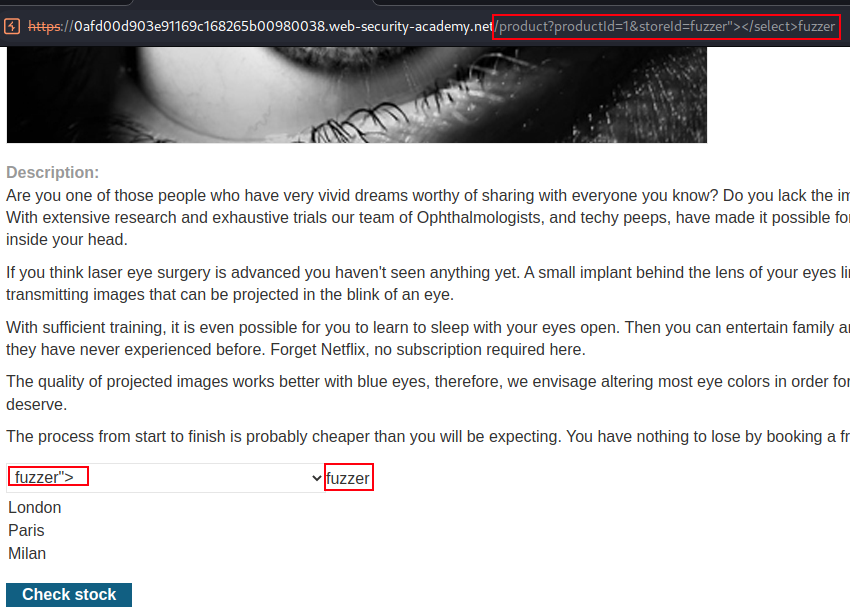 https://0afd00d903e91169c168265b00980038.web-security-academy.net/product?productId=1&storeId=fuzzer"></select>fuzzer
Description:
Are you one of those people who have very vivid dreams worthy of sharing with everyone you know? Do you lack the im
With extensive research and exhaustive trials our team of Ophthalmologists, and techy peeps, have made it possible fo
inside your head.
If you think laser eye surgery is advanced you haven't seen anything yet. A small implant behind the lens of your eyes li
transmitting images that can be projected in the blink of an eye.
With sufficient training, it is even possible for you to learn to sleep with your eyes open. Then you can entertain family a
they have never experienced before. Forget Netflix, no subscription required here.
The quality of projected images works better with blue eyes, therefore, we envisage altering most eye colors in order for
deserve.
The process from start to finish is probably cheaper than you will be expecting. You have nothing to lose by booking a fr
fuzzer"> fuzzer
London
Paris
Milan
Check stock